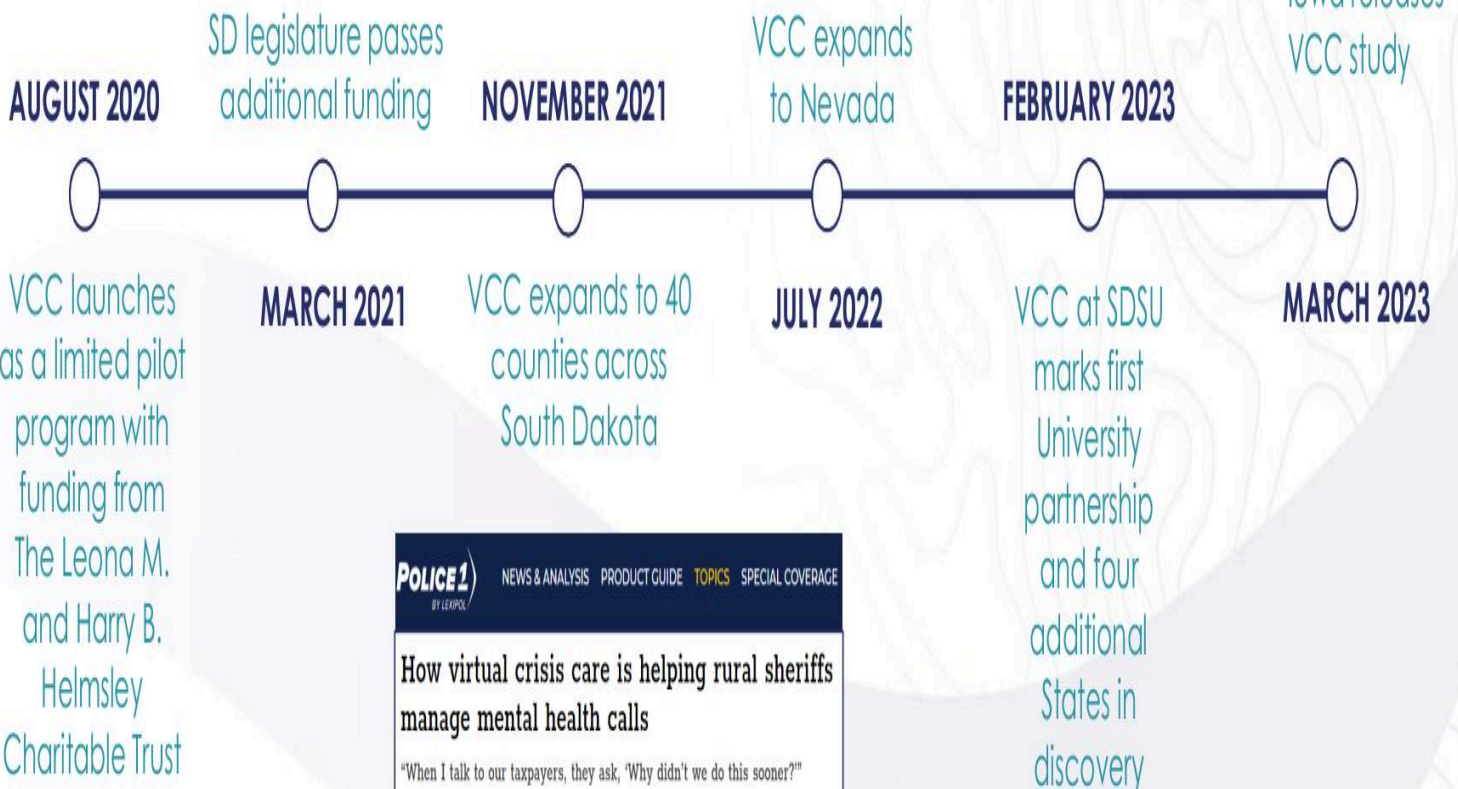 AUGUST 2020
VCC launches
as a limited pilot
program with
funding from
The Leona M.
and Harry B.
Helmsley
Charitable Trust
SD legislature passes
additional funding
MARCH 2021
NOVEMBER 2021
VCC expands to 40
counties across
South Dakota
VCC expands
to Nevada
JULY 2022
FEBRUARY 2023
VCC at SDSU
marks first
University
partnership
and four
additional
States in
discovery
Iowa releases
VCC study
MARCH 2023
POLICE1 NEWS & ANALYSIS PRODUCT GUIDE TOPICS SPECIAL COVERAGE
BY LEXIPOL
How virtual crisis care is helping rural sheriffs
manage mental health calls
"When I talk to our taxpayers, they ask, 'Why didn't we do this sooner?'"